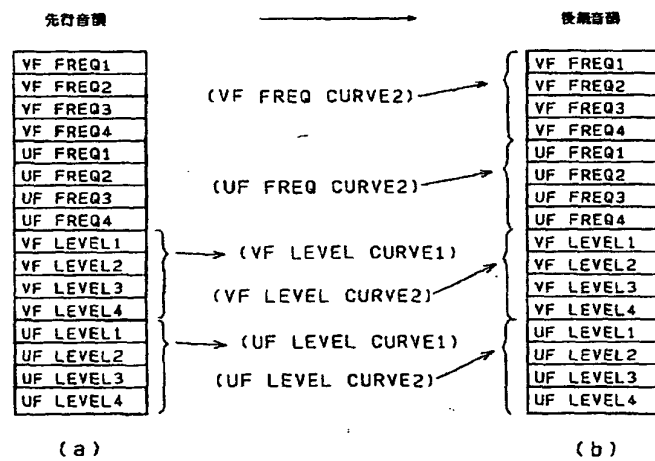 先行音韻
後続音韻
VF FREQ1
VF FREQ2
VF FREQ3
VF FREQ4
UF FREQ1
UF FREQ2
UF FREQ3
UF FREQ4
VF LEVEL1
VF LEVEL2
VF LEVEL3
VF LEVEL4
UF LEVEL1
UF LEVEL2
UF LEVEL3
UF LEVEL4
(a)
(VF FREQ CURVE2)
(UF FREQ CURVE2)
(VF LEVEL CURVE1)
(VF LEVEL CURVE2)
(UF LEVEL CURVE1)
(UF LEVEL CURVE2)
VF FREQ1
VF FREQ2
VF FREQ3
VF FREQ4
UF FREQ1
UF FREQ2
UF FREQ3
UF FREQ4
VF LEVEL1
VF LEVEL2
VF LEVEL3
VF LEVEL4
UF LEVEL1
UF LEVEL2
UF LEVEL3
UF LEVEL4
(b)